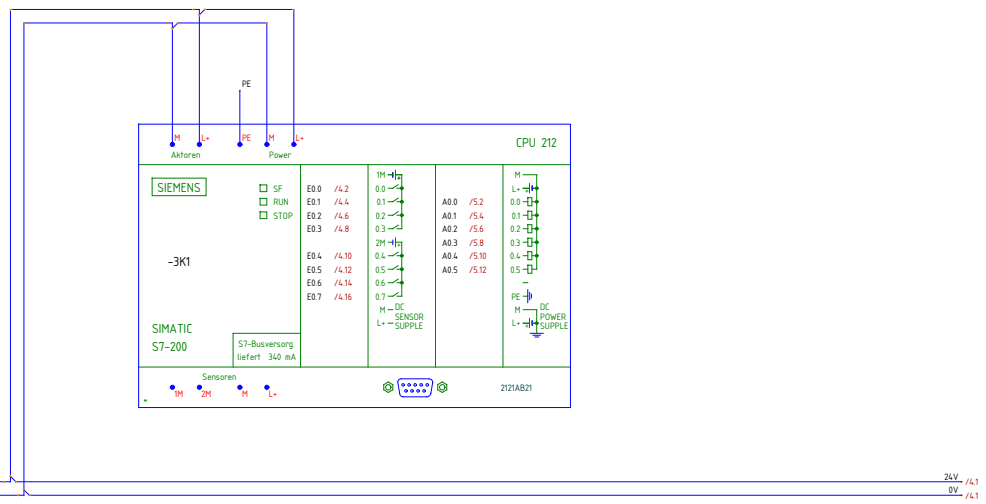 PE
M L+ PE M L+
Aktoren Power
CPU 212
SIEMENS
SF
RUN
STOP
-3K1
SIMATIC
S7-200
S7-Busversorg.
liefert 340 mA
E0.0 /4.2
E0.1 /4.4
E0.2 /4.6
E0.3 /4.8
E0.4 /4.10
E0.5 /4.12
E0.6 /4.14
E0.7 /4.16
1M
0.0
0.1
0.2
0.3
2M
0.4
0.5
0.6
0.7
M DC
SENSOR
L+ SUPPLE
A0.0 /5.2
A0.1 /5.4
A0.2 /5.6
A0.3 /5.8
A0.4 /5.10
A0.5 /5.12
M
L+
0.0
0.1
0.2
0.3
0.4
0.5
PE
M DC
POWER
L+ SUPPLE
Sensoren
1M 2M M L+
2121AB21
24V /4.1
0V /4.1